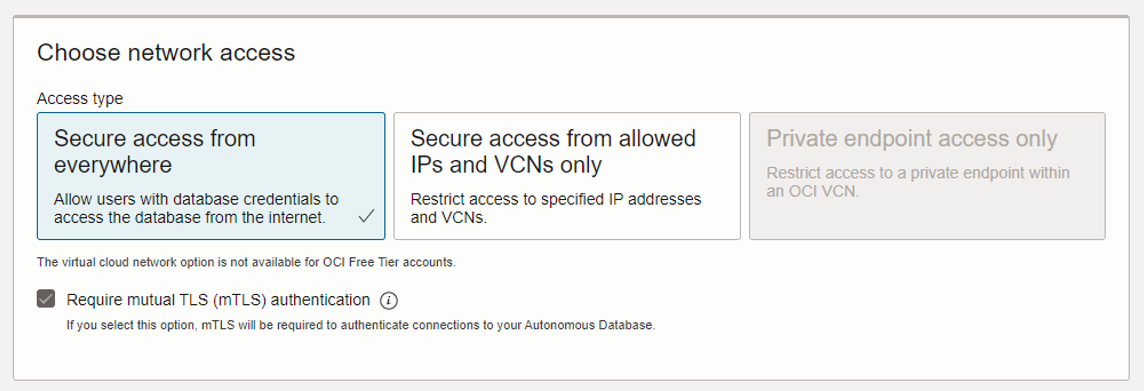 Choose network access
Access type
Secure access from
everywhere
Allow users with database credentials to
access the database from the internet.
Secure access from allowed
IPs and VCNs only
Restrict access to specified IP addresses
and VCNs.
Private endpoint access only
Restrict access to a private endpoint within
an OCI VCN.
The virtual cloud network option is not available for OCI Free Tier accounts.
Require mutual TLS (mTLS) authentication
If you select this option, mTLS will be required to authenticate connections to your Autonomous Database.